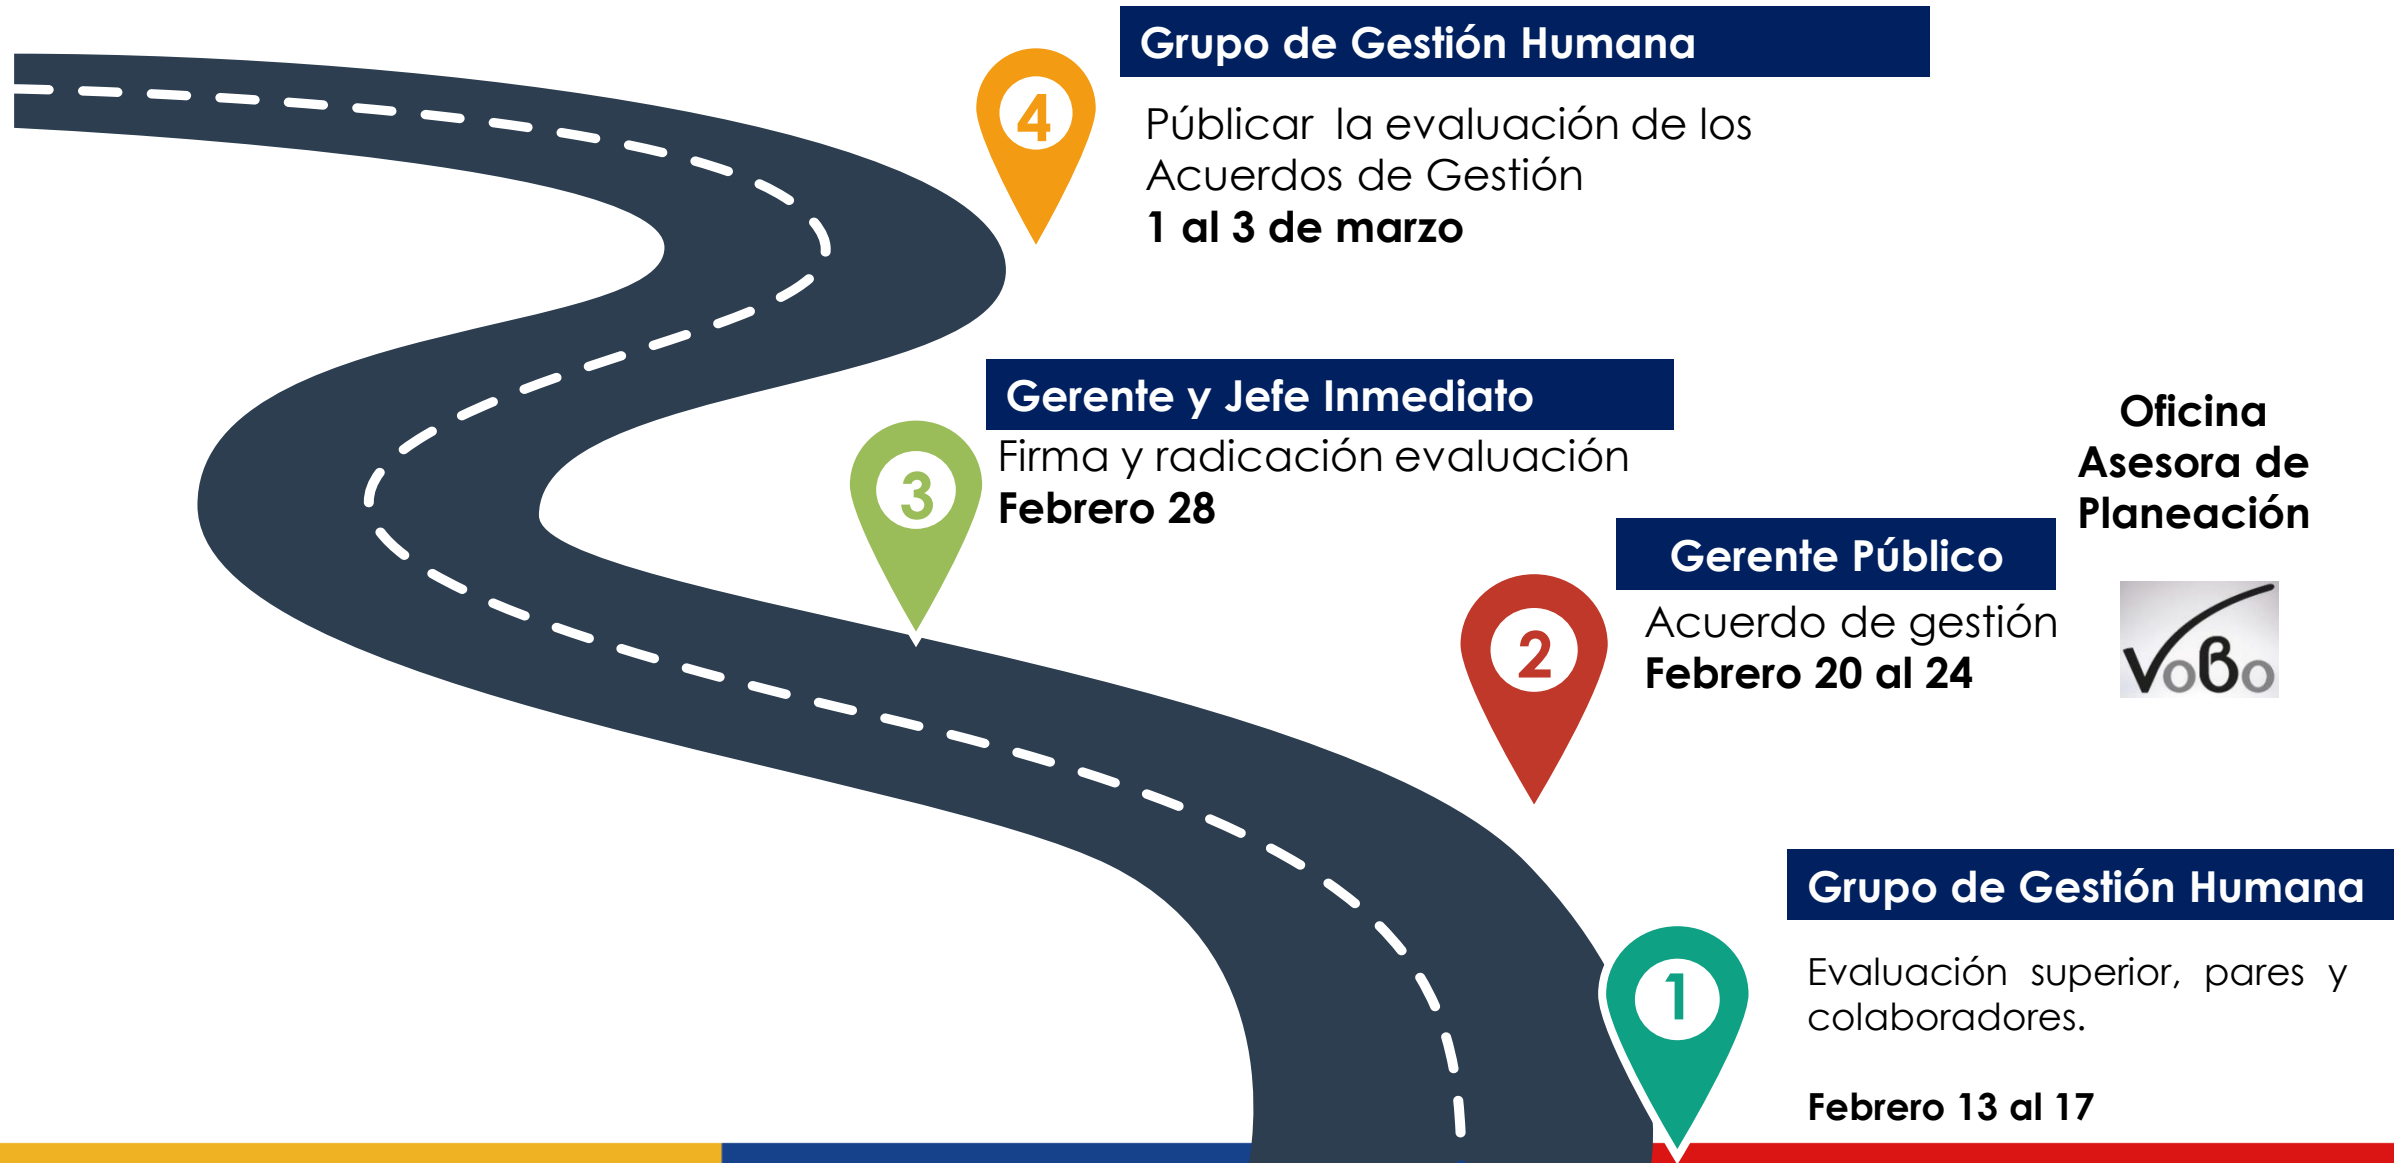 Grupo de Gestión Humana
4
Públicar la evaluación de los
Acuerdos de Gestión
1 al 3 de marzo
Gerente y Jefe Inmediato
3
Firma y radicación evaluación
Febrero 28
Oficina
Asesora de
Planeación
Gerente Público
2
Acuerdo de gestión
Febrero 20 al 24
VoBo
Grupo de Gestión Humana
1
Evaluación superior, pares y
colaboradores.
Febrero 13 al 17